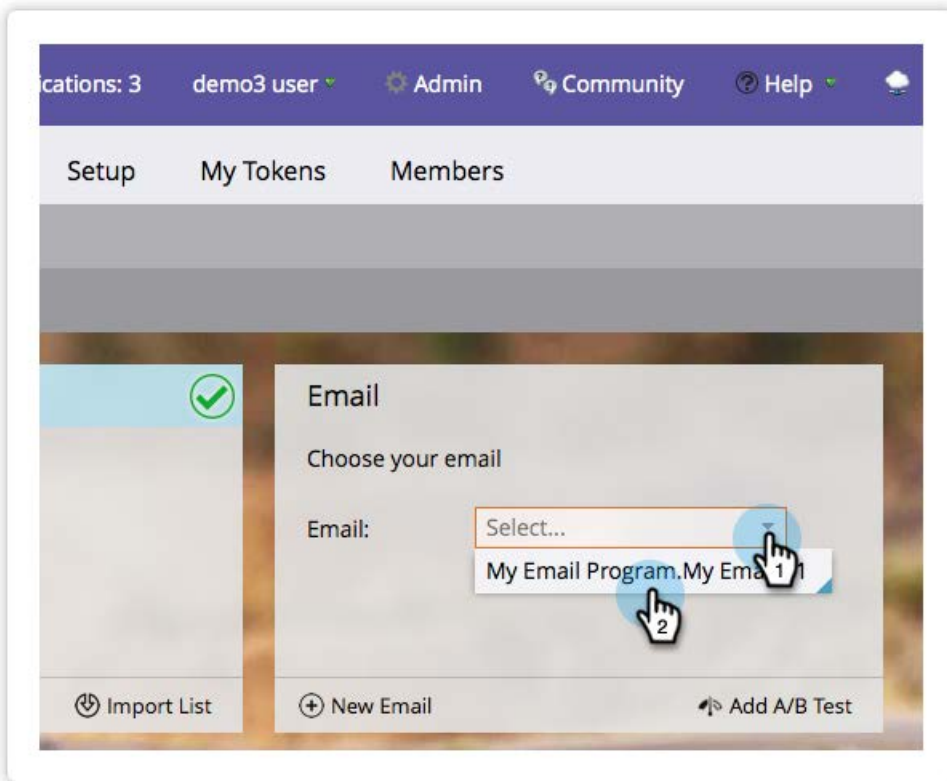 ications: 3 demo3 user Admin Community Help
Setup My Tokens Members
Email
Choose your email
Email: Select...
My Email Program.My Ema 1
1
2
Import List New Email Add A/B Test